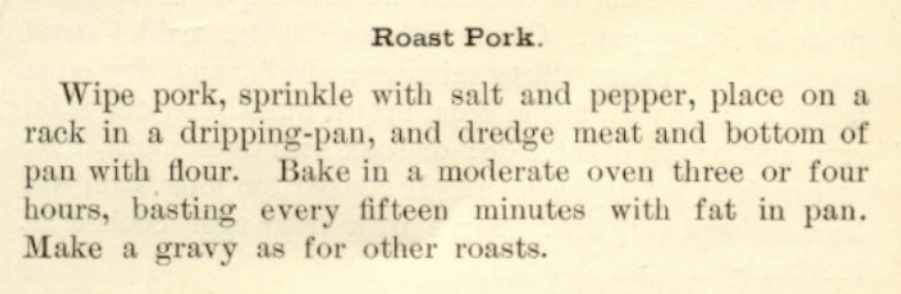 Roast Pork.
Wipe pork, sprinkle with salt and pepper, place on a
rack in a dripping-pan, and dredge meat and bottom of
pan with flour. Bake in a moderate oven three or four
hours, basting every fifteen minutes with fat in pan.
Make a gravy as for other roasts.